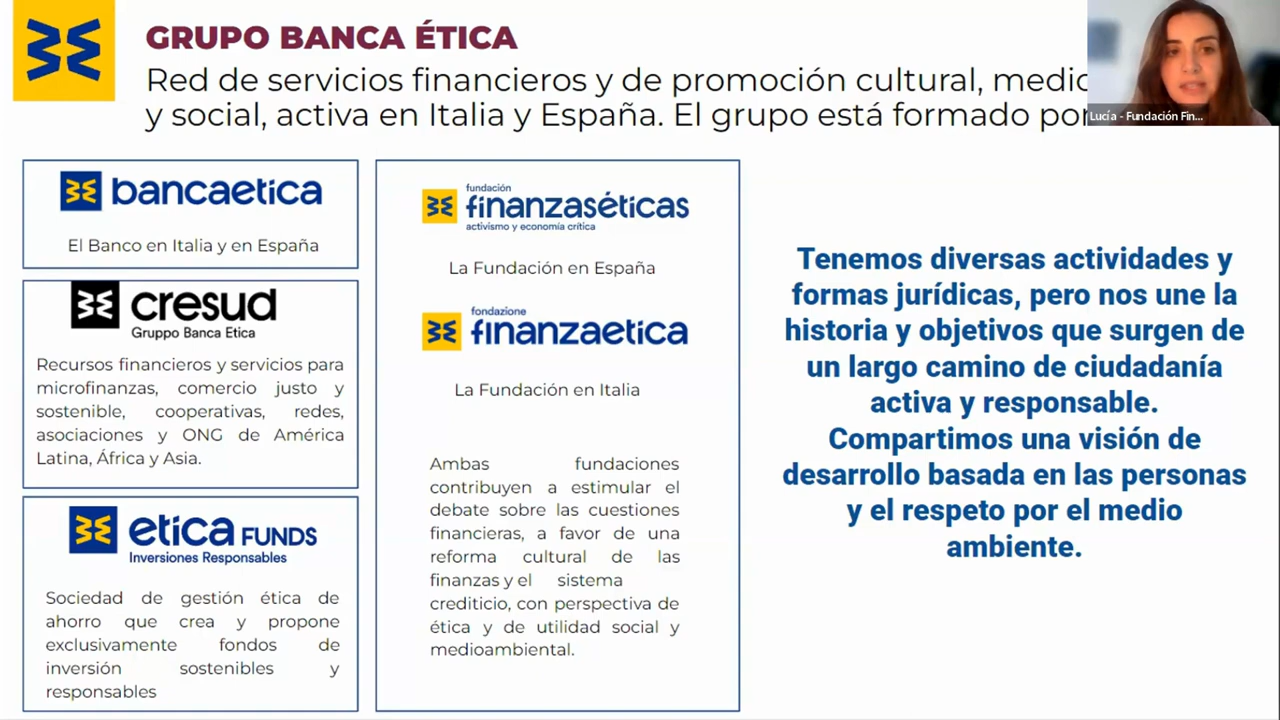 GRUPO BANCA ÉTICA
Red de servicios financieros y de promoción cultural,
y social, activa en Italia y España. El grupo está formado por
Lucía - Fundación Fin...
bancaetica
El Banco en Italia y en España
cresud
Gruppo Banca Etica
Recursos financieros y servicios para
microfinanzas, comercio justo y
sostenible, cooperativas, redes,
asociaciones y ONG de América
Latina, África y Asia.
etica FUNDS
Inversiones Responsables
Sociedad de gestión ética de
ahorro que crea y propone
exclusivamente fondos de
inversión sostenibles y
responsables
fundación
finanzaséticas
activismo y economía crítica
La Fundación en España
fondazione
finanzaetica
La Fundación en Italia
Ambas fundaciones
contribuyen a estimular el
debate sobre las cuestiones
financieras, a favor de una
reforma cultural de las
finanzas y el sistema
crediticio, con perspectiva de
ética y de utilidad social y
medioambiental.
Tenemos diversas actividades y
formas jurídicas, pero nos une la
historia y objetivos que surgen de
un largo camino de ciudadanía
activa y responsable.
Compartimos una visión de
desarrollo basada en las personas
y el respeto por el medio
ambiente.